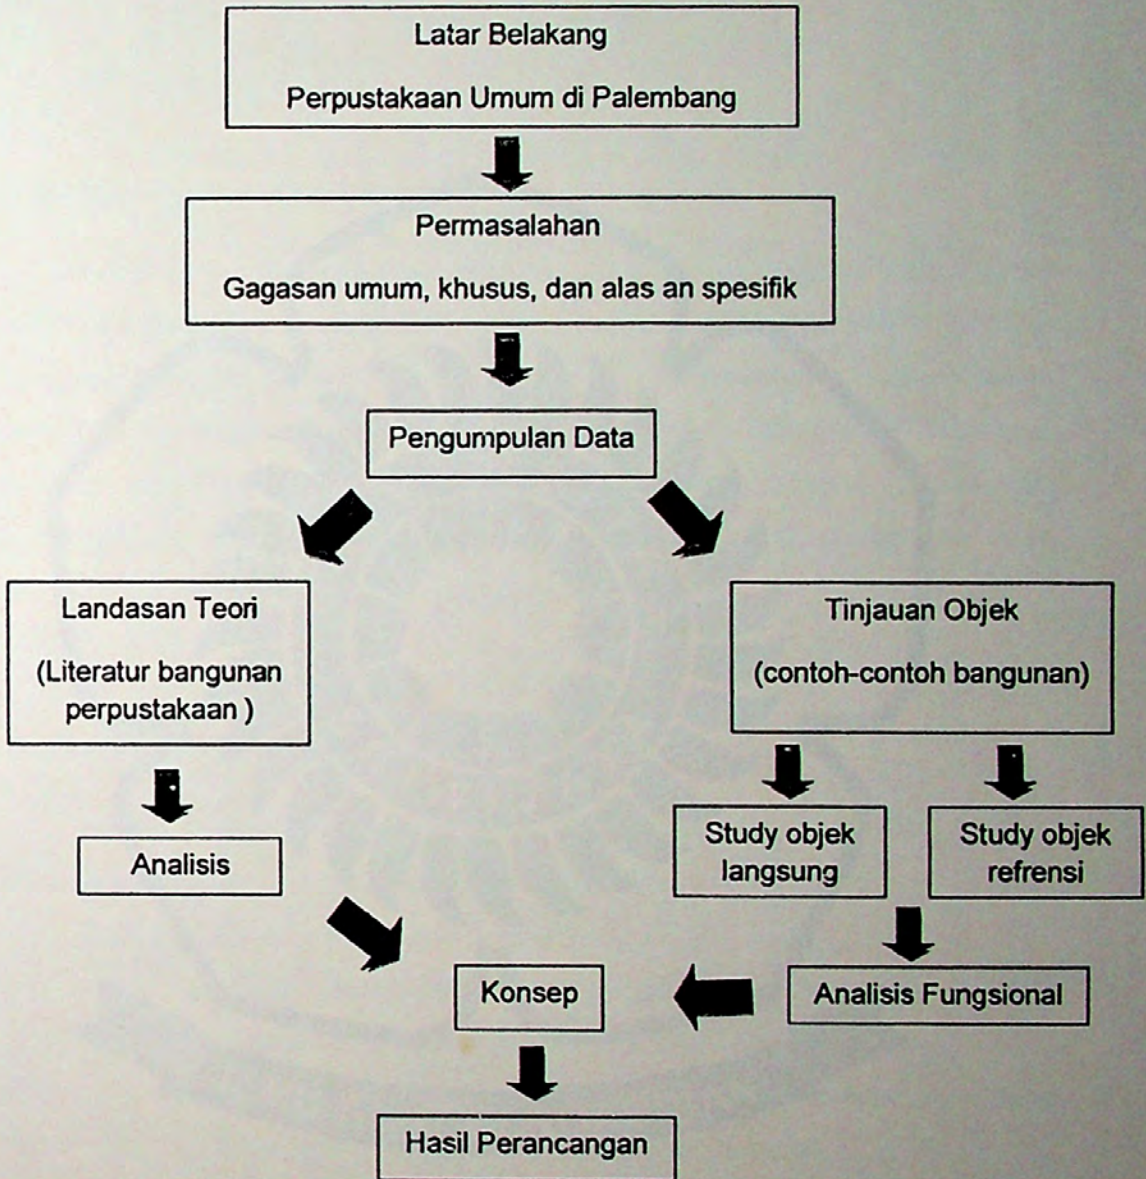 Latar Belakang
Perpustakaan Umum di Palembang
Permasalahan
Gagasan umum, khusus, dan alas an spesifik
Pengumpulan Data
Landasan Teori
(Literatur bangunan
perpustakaan )
Tinjauan Objek
(contoh-contoh bangunan)
Study objek
langsung
Study objek
refrensi
Analisis
Analisis Fungsional
Konsep
Hasil Perancangan